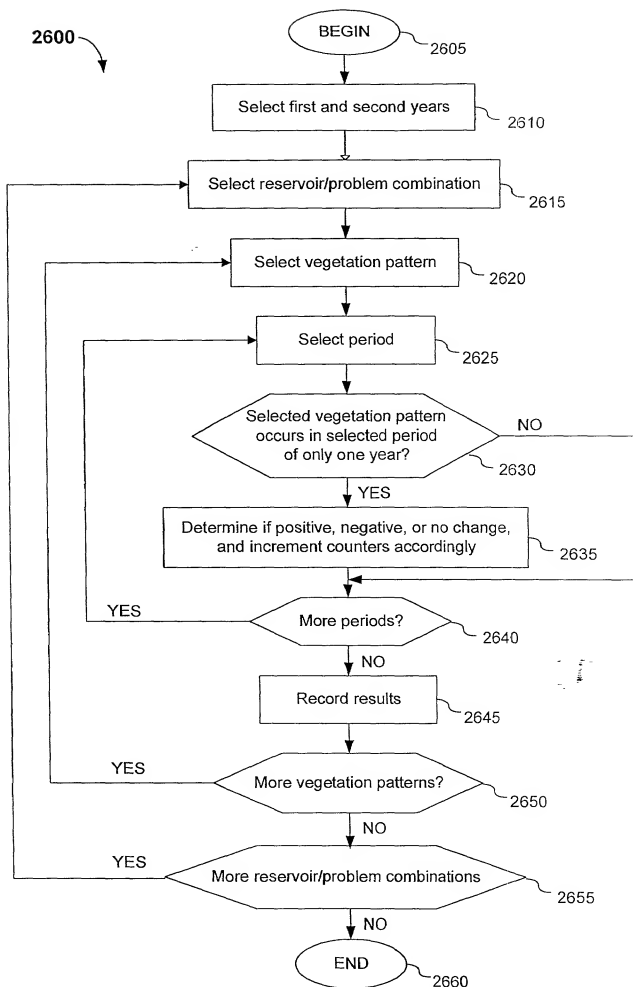 2600
BEGIN
2605
Select first and second years
2610
Select reservoir/problem combination
2615
Select vegetation pattern
2620
Select period
2625
Selected vegetation pattern
occurs in selected period
of only one year?
NO
2630
YES
Determine if positive, negative, or no change,
and increment counters accordingly
2635
YES
More periods?
2640
NO
Record results
2645
YES
More vegetation patterns?
2650
NO
YES
More reservoir/problem combinations
2655
NO
END
2660